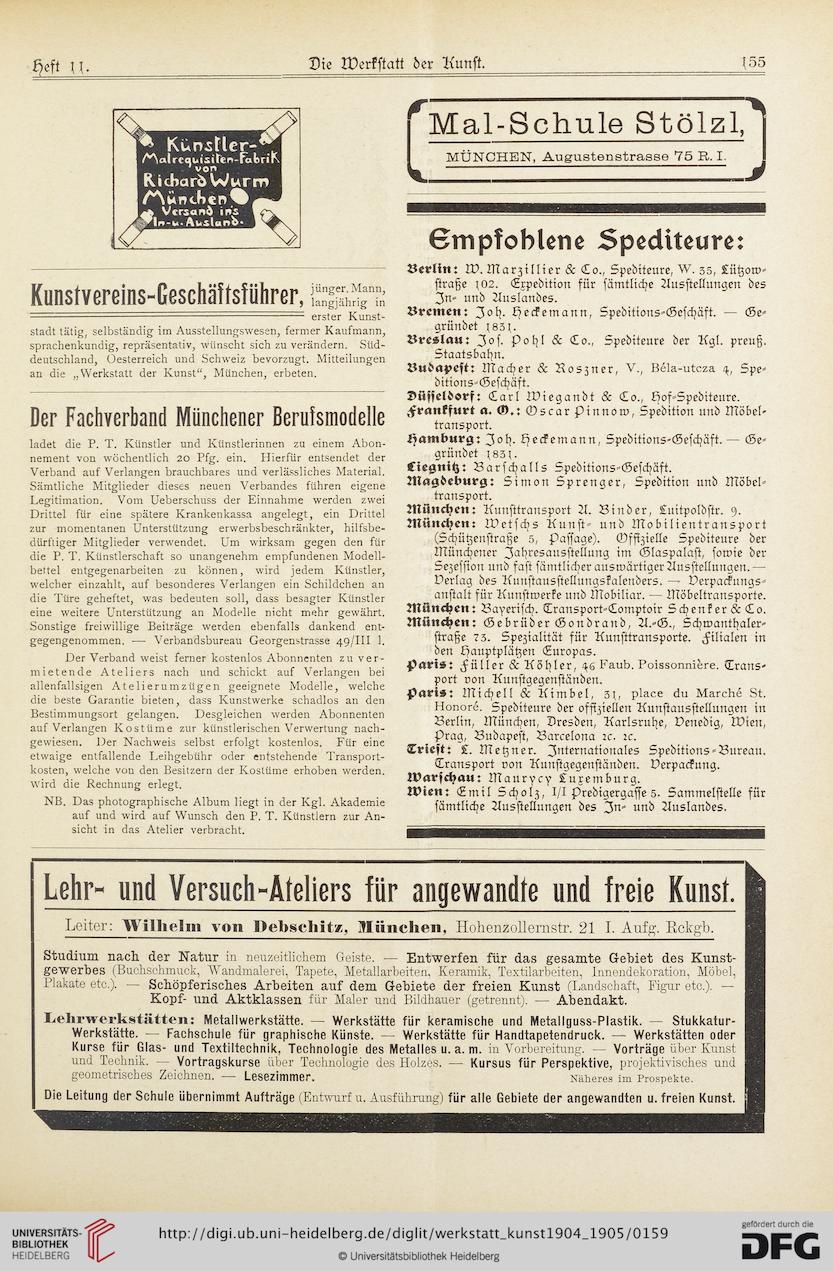 Heft 11.
Die Werkstatt der Kunst.
155
Künstler-
Malrequisiten-Fabrik
von
Richard Wurm
München
Versand ins
In-u. Ausland.
Kunstvereins-Geschäftsführer, jünger. Mann,
langjährig in
erster Kunst-
stadt tätig, selbständig im Ausstellungswesen, fermer Kaufmann,
sprachenkundig, repräsentativ, wünscht sich zu verändern. Süd-
deutschland, Oesterreich und Schweiz bevorzugt. Mitteilungen
an die „Werkstatt der Kunst“, München, erbeten.
Der Fachverband Münchener Berufsmodelle
ladet die P. T. Künstler und Künstlerinnen zu einem Abon-
nement von wöchentlich 20 Pfg. ein. Hierfür entsendet der
Verband auf Verlangen brauchbares und verlässliches Material.
Sämtliche Mitglieder dieses neuen Verbandes führen eigene
Legitimation. Vom Ueberschuss der Einnahme werden zwei
Drittel für eine spätere Krankenkassa angelegt, ein Drittel
zur momentanen Unterstützung erwerbsbeschränkter, hilfsbe-
dürftiger Mitglieder verwendet. Um wirksam gegen den für
die P. T. Künstlerschaft so unangenehm empfundenen Modell-
bettel entgegenarbeiten zu können, wird jedem Künstler,
welcher einzahlt, auf besonderes Verlangen ein Schildchen an
die Türe geheftet, was bedeuten soll, dass besagter Künstler
eine weitere Unterstützung an Modelle nicht mehr gewährt.
Sonstige freiwillige Beiträge werden ebenfalls dankend ent-
gegengenommen. — Verbandsbureau Georgenstrasse 49/III l.
Der Verband weist ferner kostenlos Abonnenten zu ver-
mietende Ateliers nach und schickt auf Verlangen bei
allenfallsigen Atelierumzügen geeignete Modelle, welche
die beste Garantie bieten, dass Kunstwerke schadlos an den
Bestimmungsort gelangen. Desgleichen werden Abonnenten
auf Verlangen Kostüme zur künstlerischen Verwertung nach-
gewiesen. Der Nachweis selbst erfolgt kostenlos. Für eine
etwaige entfallende Leihgebühr oder entstehende Transport-
kosten, welche von den Besitzern der Kostüme erhoben werden.
wird die Rechnung erlegt.
NB. Das photographische Album liegt in der Kgl. Akademie
auf und wird auf Wunsch den P. T. Künstlern zur An-
sicht in das Atelier verbracht.
Mal-Schule Stölzl,
MÜNCHEN, Augustenstrasse 75 R. I.
Empfohlene Spediteure:
Berlin: W. Marzillier & Co., Spediteure, W. 35, Lützow-
straße 102. Expedition für sämtliche Ausstellungen des
In- und Auslandes.
Bremen: Joh. Heckemann, Speditions-Geschäft. — Ge-
gründet 1831.
Breslau: Jos. Pohl & Co., Spediteure der Kgl. preuß.
Staatsbahn.
Budapest: Macher & Roszner, V., Béla-utcza 4, Spe-
ditions-Geschäft.
Düsseldorf: Carl Wiegandt & Co., Hof-Spediteure.
Frankfurt a. O.: Oscar Pinnow, Spedition und Möbel-
transport.
Hamburg: Joh. Heckemann, Speditions-Geschäft. — Ge-
gründet 1831.
Liegnitz: Barschalls Speditions-Geschäft.
Magdeburg: Simon Sprenger, Spedition und Möbel-
transport.
München: Kunsttransport A. Binder, Luitpoldstr. 9.
München: Wetschs Kunst- und Mobilientransport
(Schützenstraße 5, Passage). Offizielle Spediteure der
Münchener Jahresausstellung im Glaspalast, sowie der
Sezession und fast sämtlicher auswärtiger Ausstellungen. —
Verlag des Kunstausstellungskalenders. — Verpackungs-
anstalt für Kunstwerke und Mobiliar. — Möbeltransporte.
München: Bayerisch. Transport-Comptoir Schenker & Co.
München: Gebrüder Gondrand, A.-G., Schwanthaler-
straße 73. Spezialität für Kunsttransporte. Filialen in
den Hauptplätzen Europas.
Paris: Füller & Köhler, 46 Faub. Poissonnière. Trans-
port von Kunstgegenständen.
Paris: Michell & Kimbel, 31, place du Marché St.
Honoré. Spediteure der offiziellen Kunstausstellungen in
Berlin, München, Dresden, Karlsruhe, Venedig, Wien,
Prag, Budapest, Barcelona ꝛc. ꝛc.
Triest: L. Metzner. Internationales Speditions-Bureau.
Transport von Kunstgegenständen. Verpackung.
Warschau: Maurycy Luxemburg.
Wien: Emil Scholz, I/I Predigergasse 5. Sammelstelle für
sämtliche Ausstellungen des In- und Auslandes.
Lehr- und Versuch-Ateliers für angewandte und freie Kunst.
Leiter: Wilhelm von Debschitz, München, Hohenzollernstr. 21 I. Aufg. Rckgb.
Studium nach der Natur in neuzeitlichem Geiste. — Entwerfen für das gesamte Gebiet des Kunst-
gewerbes (Buchschmuck, Wandmalerei, Tapete, Metallarbeiten, Keramik, Textilarbeiten, Innendekoration, Möbel,
Plakate etc.). — Schöpferisches Arbeiten auf dem Gebiete der freien Kunst (Landschaft, Figur etc.). —
Kopf- und Aktklassen für Maler und Bildhauer (getrennt). — Abendakt.
Lehrwerkstätten: Metallwerkstätte. — Werkstätte für keramische und Metallguss-Plastik. — Stukkatur-
Werkstätte. — Fachschule für graphische Künste. — Werkstätte für Handtapetendruck. — Werkstätten oder
Kurse für Glas- und Textiltechnik, Technologie des Metalles u. a. m. in Vorbereitung. — Vorträge über Kunst
und Technik. — Vortragskurse über Technologie des Holzes. — Kursus für Perspektive, projektivisches und
geometrisches Zeichnen. — Lesezimmer. Näheres im Prospekte.
Die Leitung der Schule übernimmt Aufträge (Entwurf u. Ausführung) für alle Gebiete der angewandten u. freien Kunst.
UNIVERSITÄTS-
BIBLIOTHEK
HEIDELBERG
http://digi.ub.uni-heidelberg.de/diglit/werkstatt_kunst1904_1905/0159
© Universitätsbibliothek Heidelberg
gefördert durch die
DFG